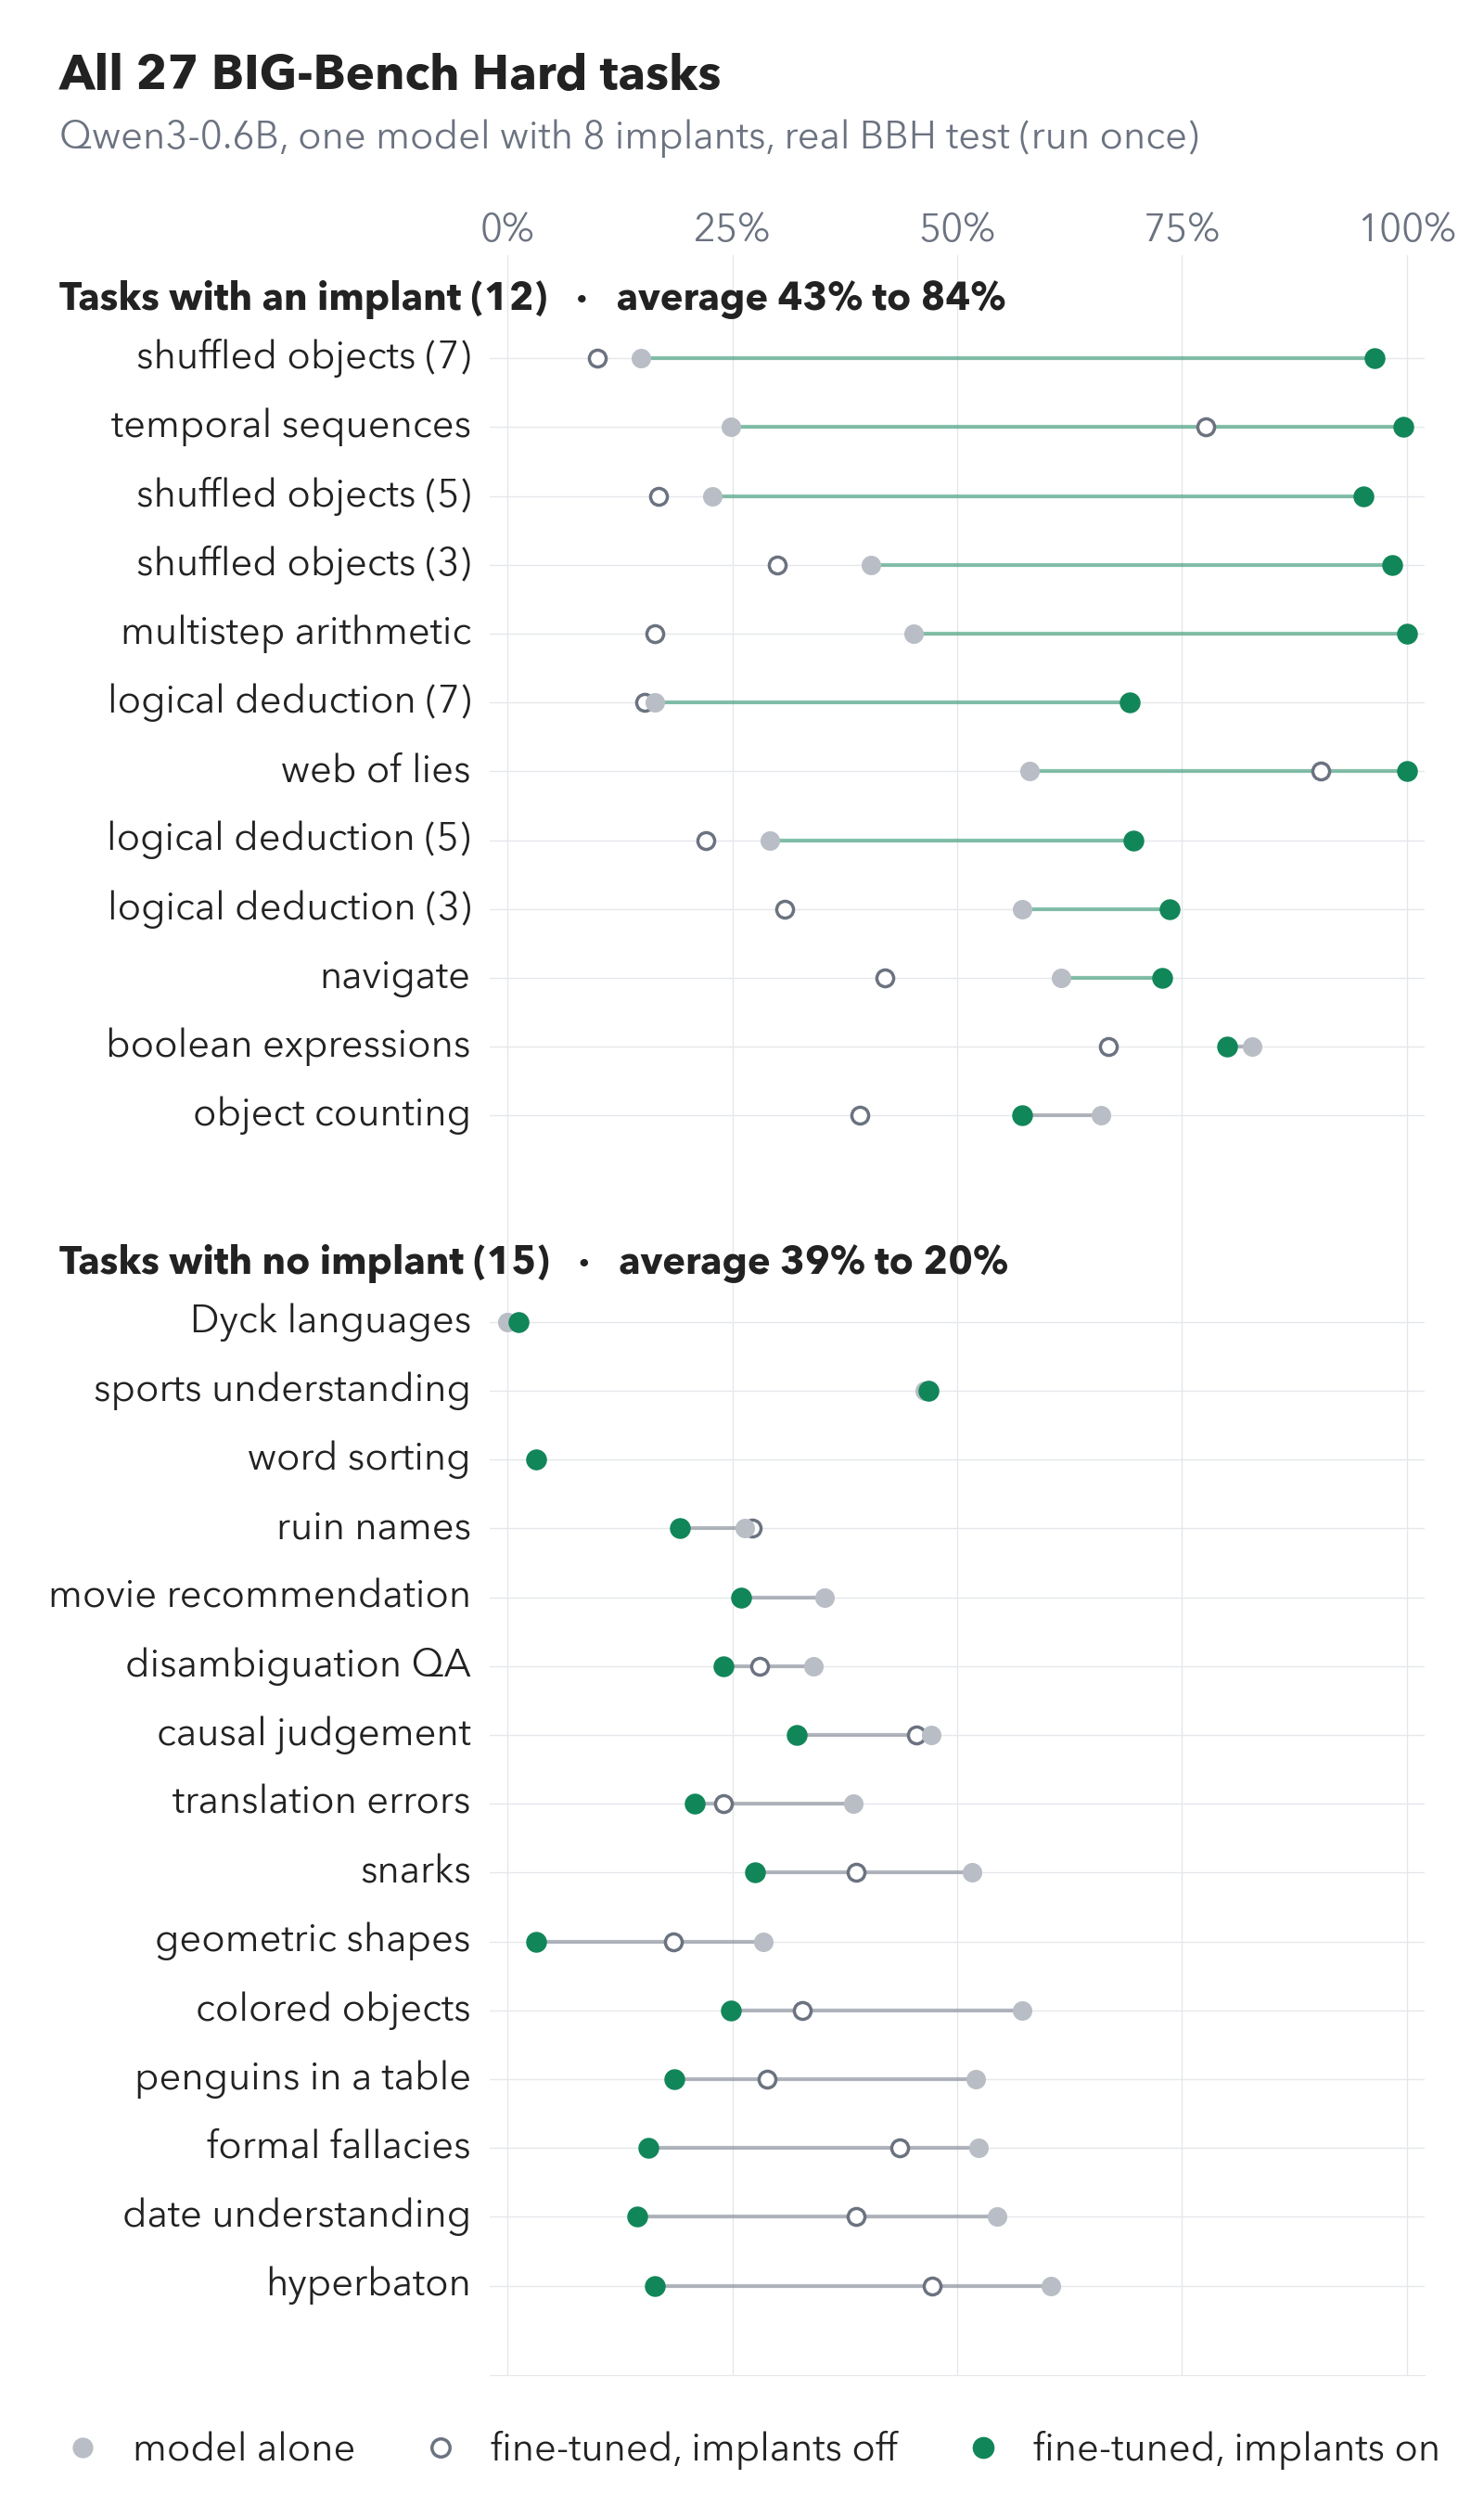 All 27 BIG-Bench Hard tasks
Qwen3-0.6B, one model with 8 implants, real BBH test (run once)
0% 25% 50% 75% 100%
Tasks with an implant (12) · average 43% to 84%
shuffled objects (7)
temporal sequences
shuffled objects (5)
shuffled objects (3)
multistep arithmetic
logical deduction (7)
web of lies
logical deduction (5)
logical deduction (3)
navigate
boolean expressions
object counting
Tasks with no implant (15) · average 39% to 20%
Dyck languages
sports understanding
word sorting
ruin names
movie recommendation
disambiguation QA
causal judgement
translation errors
snarks
geometric shapes
colored objects
penguins in a table
formal fallacies
date understanding
hyperbaton
model alone fine-tuned, implants off fine-tuned, implants on